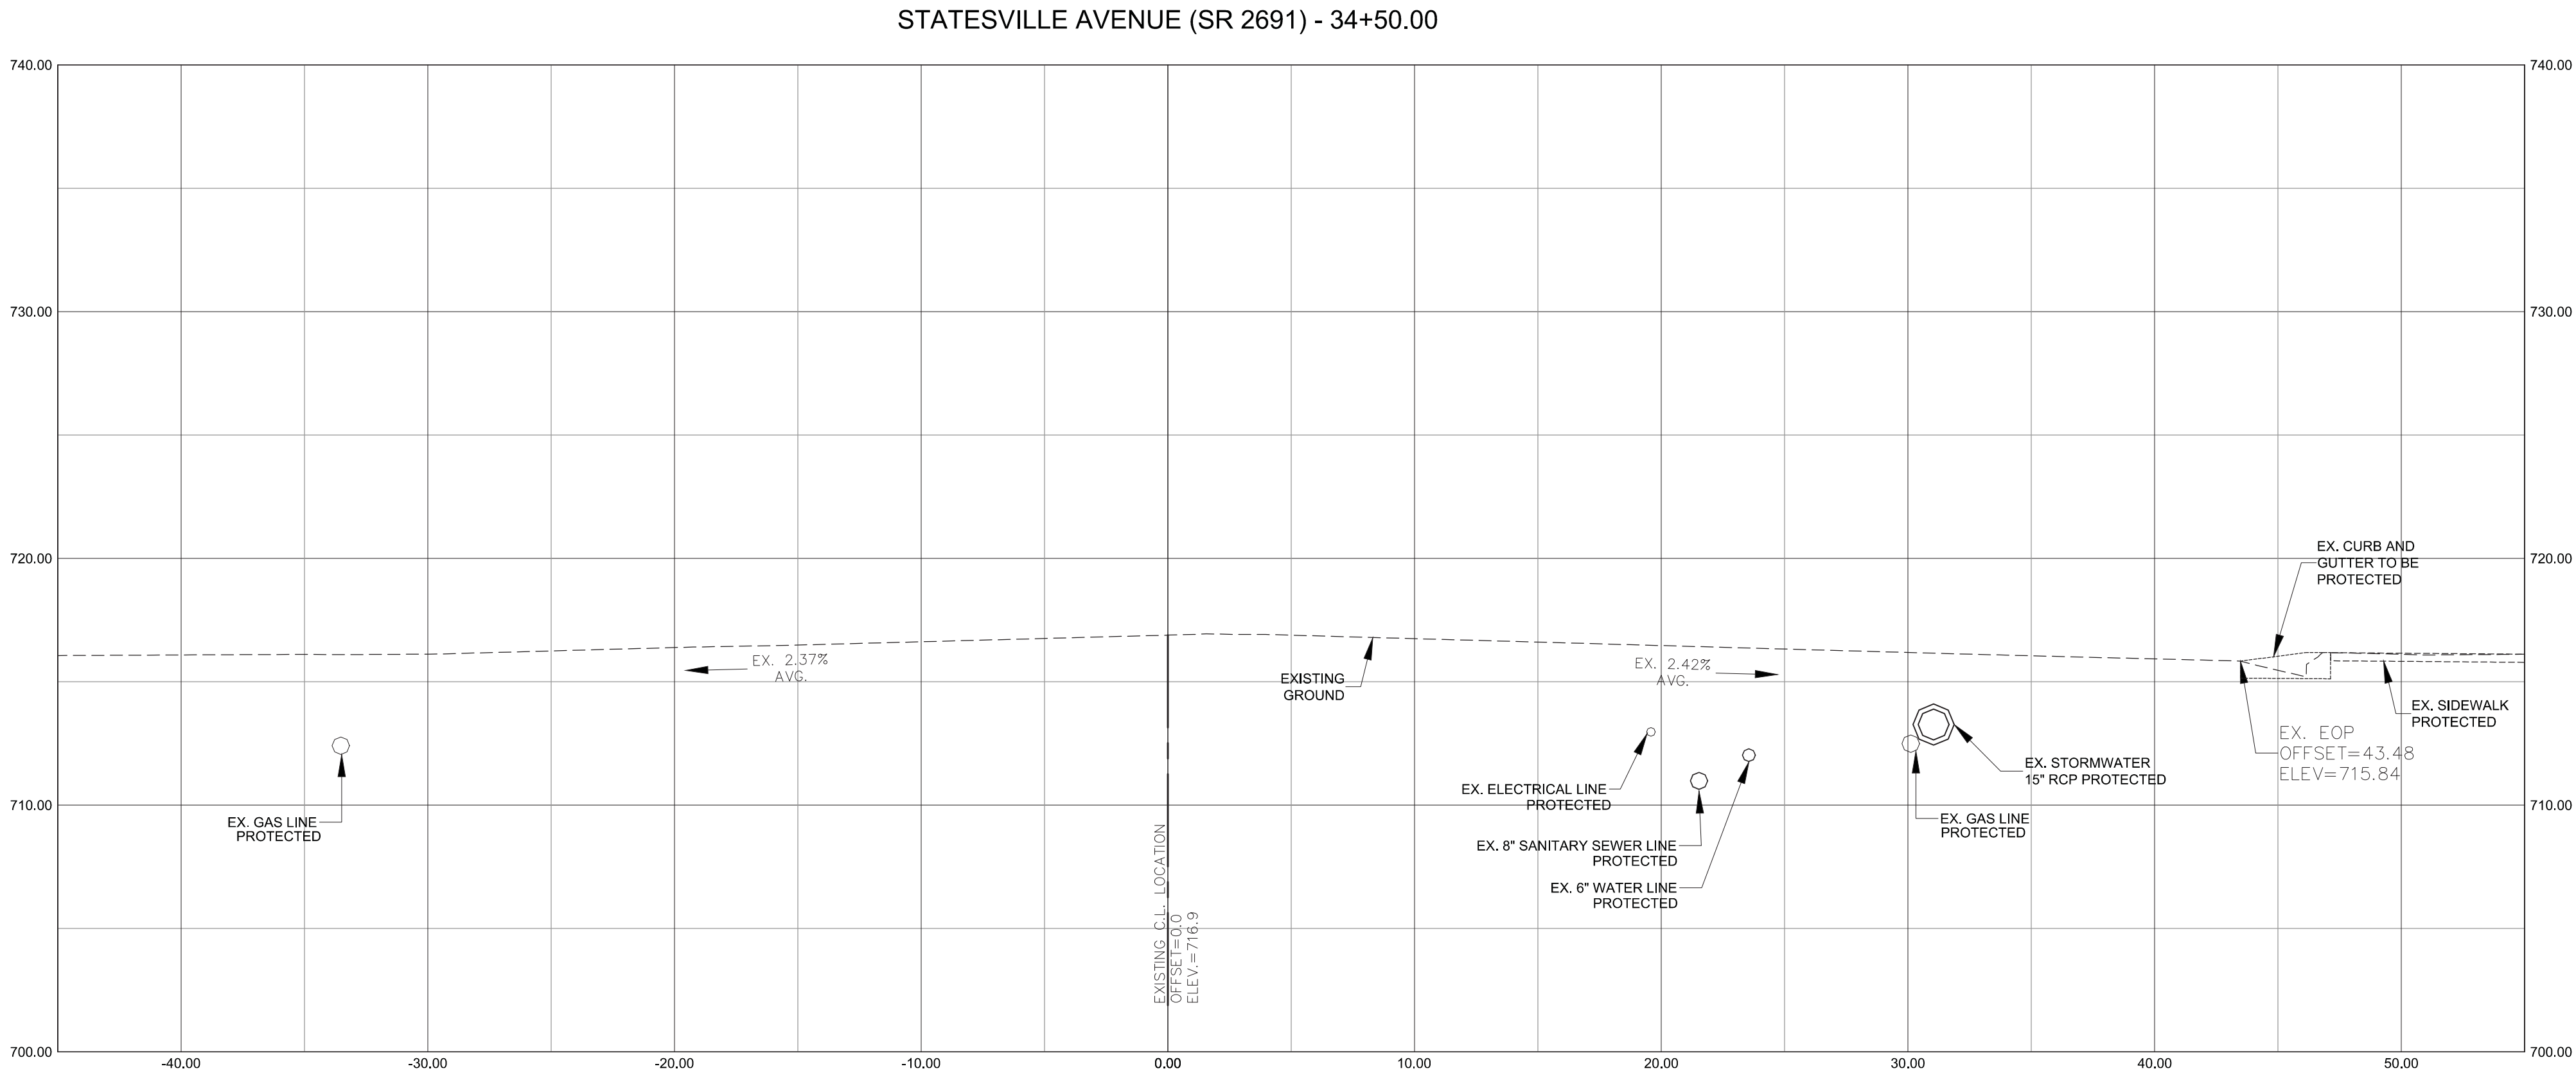 STATESVILLE AVENUE (SR 2691) - 34+50.00
740.00
740.00
730.00
730.00
720.00
720.00
EX. CURB AND
GUTTER TO BE
PROTECTED
EX. 2.37%
AVG.
EXISTING
GROUND
EX. 2.42%
AVG.
EX. SIDEWALK
PROTECTED
EX. EOP
OFFSET=43.48
ELEV=715.84
EX. STORMWATER
15" RCP PROTECTED
EX. ELECTRICAL LINE
PROTECTED
710.00
710.00
EX. GAS LINE
PROTECTED
EX. GAS LINE
PROTECTED
EX. 8" SANITARY SEWER LINE
PROTECTED
EX. 6" WATER LINE
PROTECTED
EXISTING C.L. LOCATION
OFFSET=0.0
ELEV.=716.9
700.00
700.00
-40.00
-30.00
-20.00
-10.00
0.00
10.00
20.00
30.00
40.00
50.00